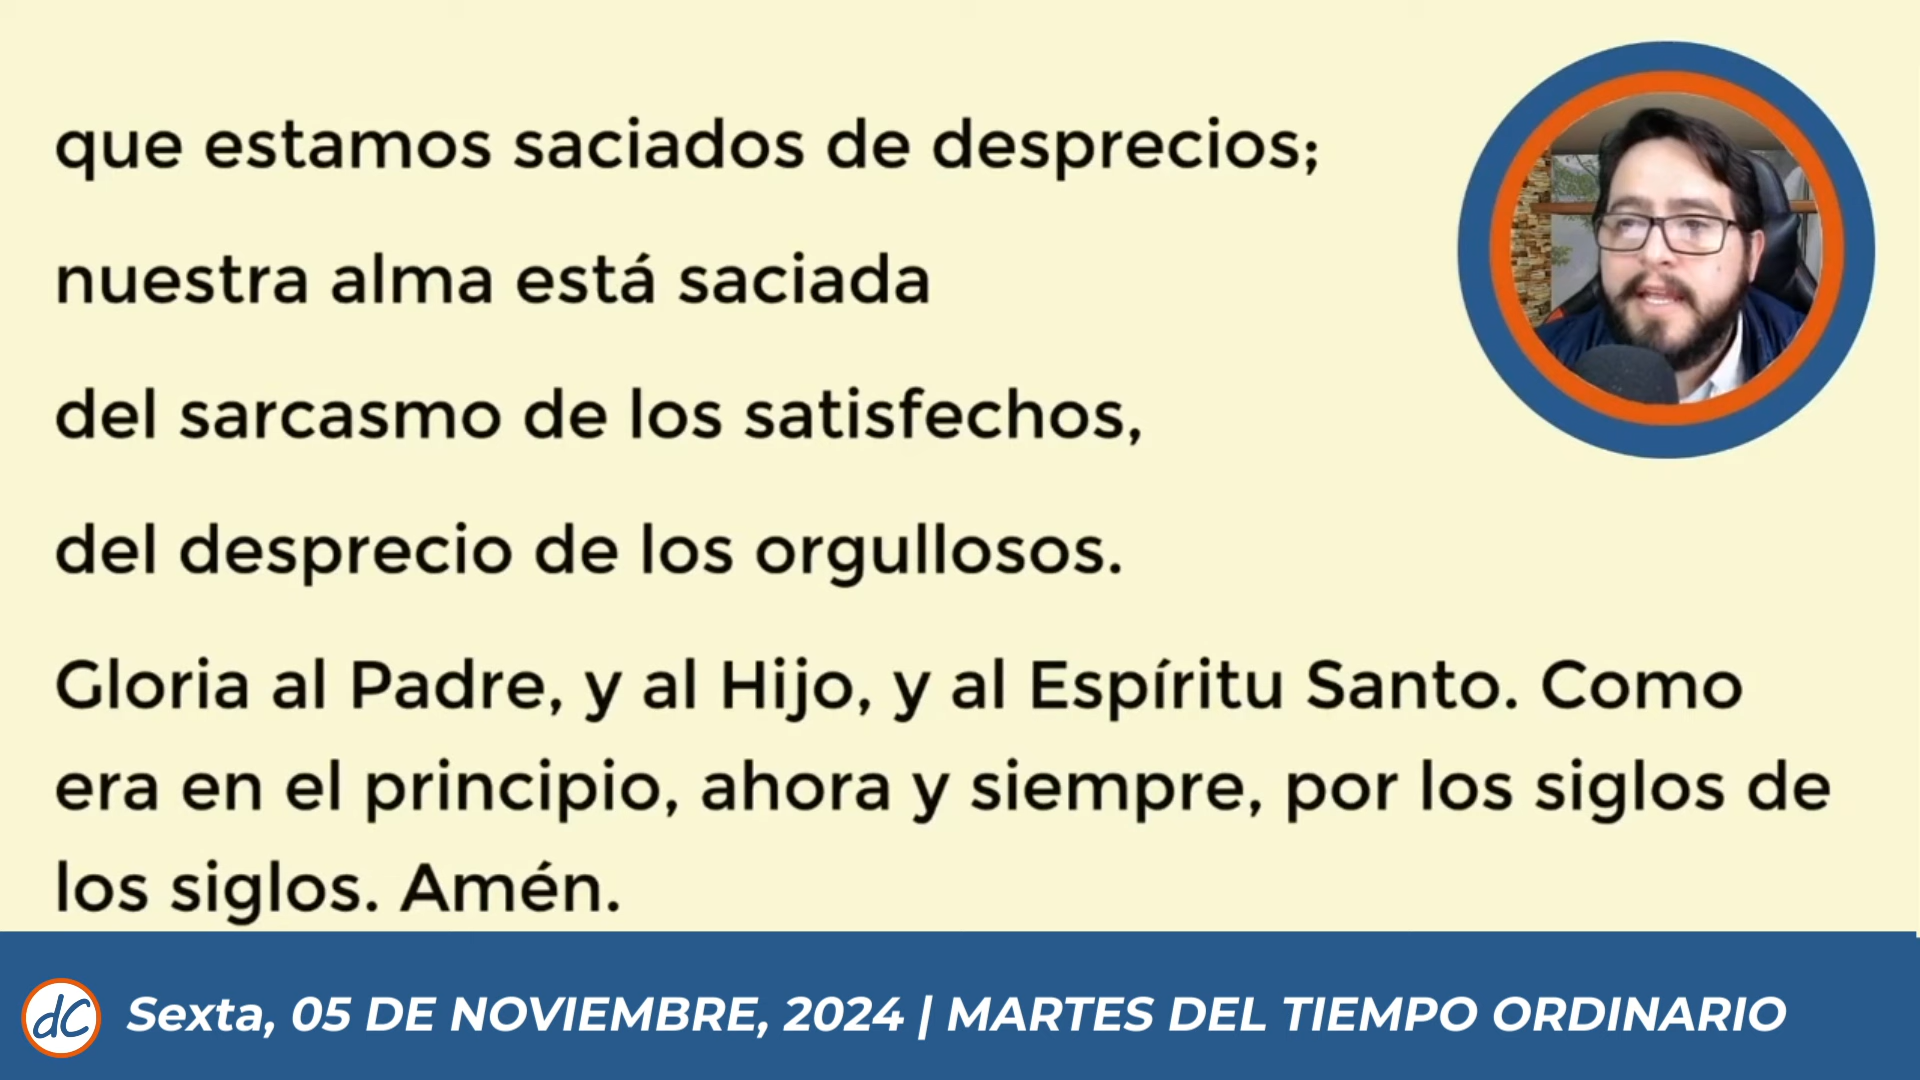 que estamos saciados de desprecios;
nuestra alma está saciada
del sarcasmo de los satisfechos,
del desprecio de los orgullosos.
Gloria al Padre, y al Hijo, y al Espíritu Santo. Como
era en el principio, ahora y siempre, por los siglos de
los siglos. Amén.
dC
Sexta, 05 DE NOVIEMBRE, 2024 | MARTES DEL TIEMPO ORDINARIO